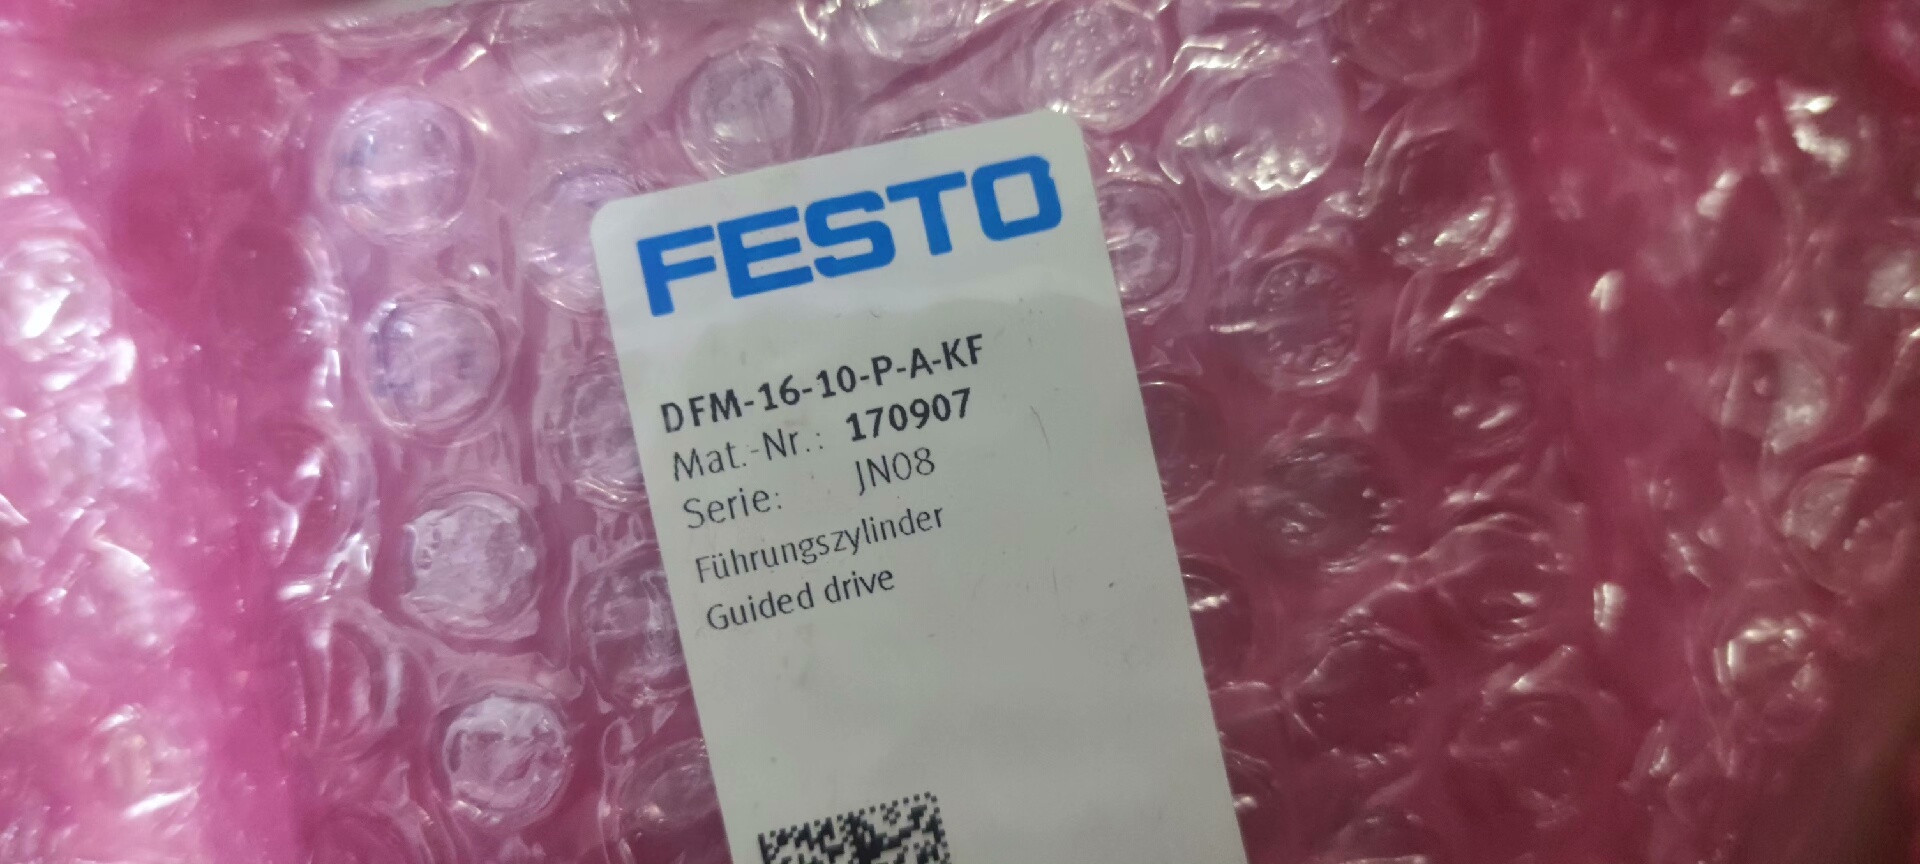 FESTO
DFM-16-10-P-A-KF
Mat.-Nr.: 170907
Serie: JN08
Führungszylinder
Guided drive